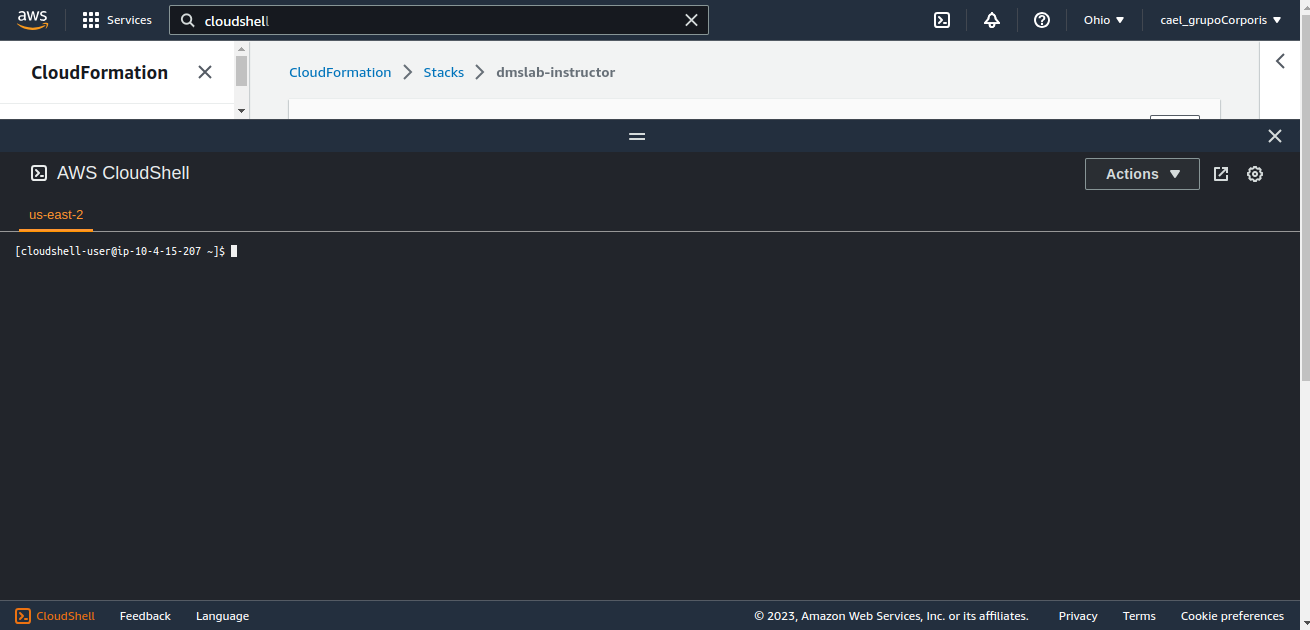 aws Services cloudshell Ohio cael_grupoCorporis
CloudFormation
CloudFormation Stacks dmslab-instructor
AWS CloudShell
Actions
us-east-2
[cloudshell-user@ip-10-4-15-207 ~]$
CloudShell Feedback Language © 2023, Amazon Web Services, Inc. or its affiliates. Privacy Terms Cookie preferences